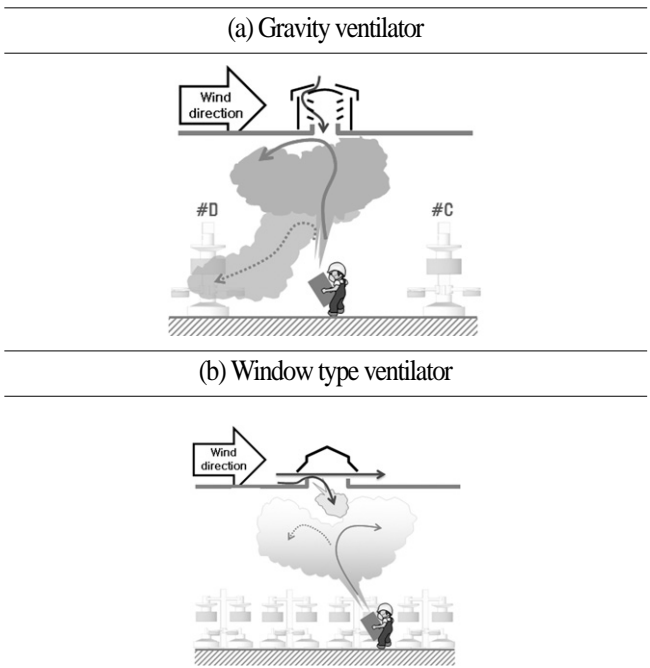 (a) Gravity ventilator
Wind
direction
#D
#C
(b) Window type ventilator
Wind
direction